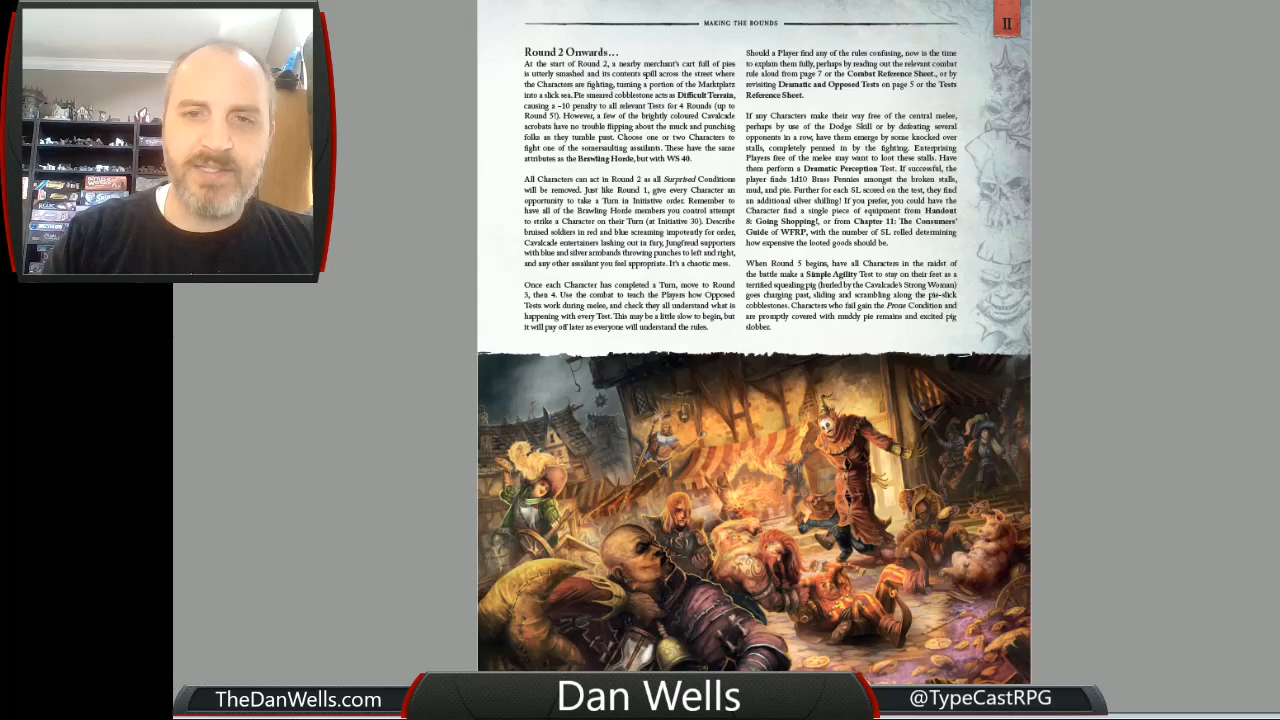 MAKING THE ROUNDS
II
Round 2 Onwards…
At the start of Round 2, a nearby merchant's cart full of pies
is utterly smashed and its contents spill across the street where
the Characters are fighting, turning a portion of the Marktplatz
into a slick sea. Pie smeared cobblestone acts as Difficult Terrain,
causing a –10 penalty to all relevant Tests for 4 Rounds (up to
Round 5!). However, a few of the brightly coloured Cavalcade
acrobats have no trouble flipping about the muck and punching
folks as they tumble past. Choose one or two Characters to
fight one of the somersaulting assailants. These have the same
attributes as the Brawling Horde, but with WS 40.
All Characters can act in Round 2 as all Surprised Conditions
will be removed. Just like Round 1, give every Character an
opportunity to take a Turn in Initiative order. Remember to
have all of the Brawling Horde members you control attempt
to strike a Character on their Turn (at Initiative 30). Describe
bruised soldiers in red and blue screaming impotently for order,
Cavalcade entertainers lashing out in fury, Jungfreud supporters
with blue and silver armbands throwing punches to left and right,
and any other assailant you feel appropriate. It's a chaotic mess.
Once each Character has completed a Turn, move to Round
3, then 4. Use the combat to teach the Players how Opposed
Tests work during melee, and check they all understand what is
happening with every Test. This may be a little slow to begin, but
it will pay off later as everyone will understand the rules.
Should a Player find any of the rules confusing, now is the time
to explain them fully, perhaps by reading out the relevant combat
rule aloud from page 7 or the Combat Reference Sheet., or by
revisiting Dramatic and Opposed Tests on page 5 or the Tests
Reference Sheet.
If any Characters make their way free of the central melee,
perhaps by use of the Dodge Skill or by defeating several
opponents in a row, have them emerge by some knocked over
stalls, completely penned in by the fighting. Enterprising
Players free of the melee may want to loot these stalls. Have
them perform a Dramatic Perception Test. If successful, the
player finds 1d10 Brass Pennies amongst the broken stalls,
mud, and pie. Further for each SL scored on the test, they find
an additional silver shilling! If you prefer, you could have the
Character find a single piece of equipment from Handout
8: Going Shopping!, or from Chapter 11: The Consumers'
Guide of WFRP, with the number of SL rolled determining
how expensive the looted goods should be.
When Round 5 begins, have all Characters in the midst of
the battle make a Simple Agility Test to stay on their feet as a
terrified squealing pig (hurled by the Cavalcade's Strong Woman)
goes charging past, sliding and scrambling along the pie-slick
cobblestones. Characters who fail gain the Prone Condition and
are promptly covered with muddy pie remains and excited pig
slobber.
TheDanWells.com
Dan Wells
@TypeCastRPG